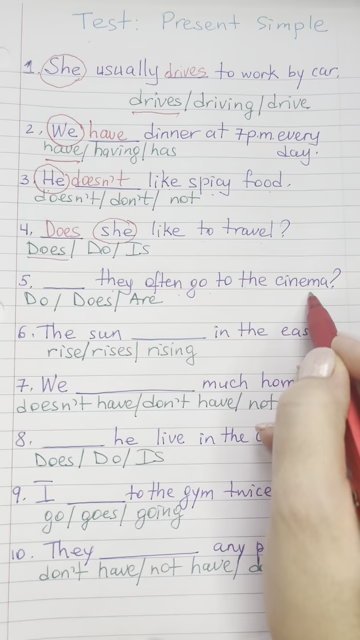 Test: Present Simple
1. She usually drives to work by car.
drives/driving/drive
2. We have dinner at 7p.m. every
have/having/has day.
3. He doesn't like spicy food.
doesn't/don't/not
4. Does she like to travel?
Does/Do/Is
5. ____ they often go to the cinema?
Do/Does/Are
6. The sun ________ in the
rise/rises/rising
7. We ____________ much
doesn't have/don't have/not
8. _______ he live in the
Does/Do/Is
9. I ______ to the gym twice
go/goes/going
10. They __________ any
don't have/not have/